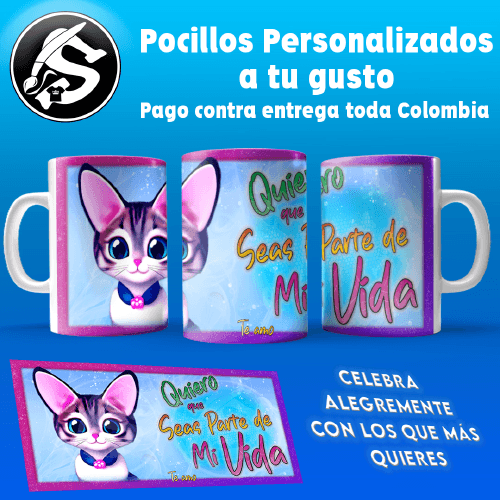 S
Pocillos Personalizados
a tu gusto
Pago contra entrega toda Colombia
Quiero
que
Seas P
Mi
Te amo
ro
Parte de
Vida
Quiero
que
Seas Parte de
Mi Vida
Te amo
CELEBRA
ALEGREMENTE
CON LOS QUE MÁS
QUIERES